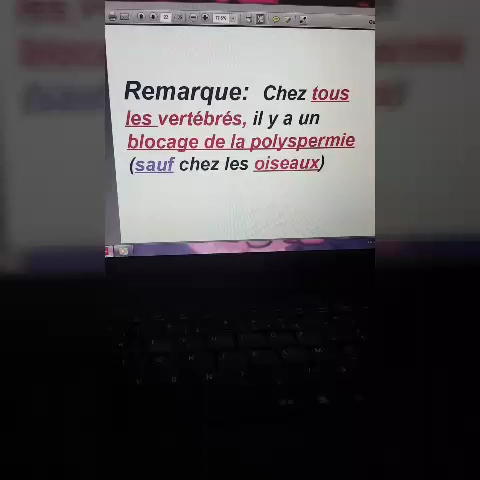 Remarque: Chez tous
les vertébrés, il y a un
blocage de la polyspermie
(sauf chez les oiseaux)